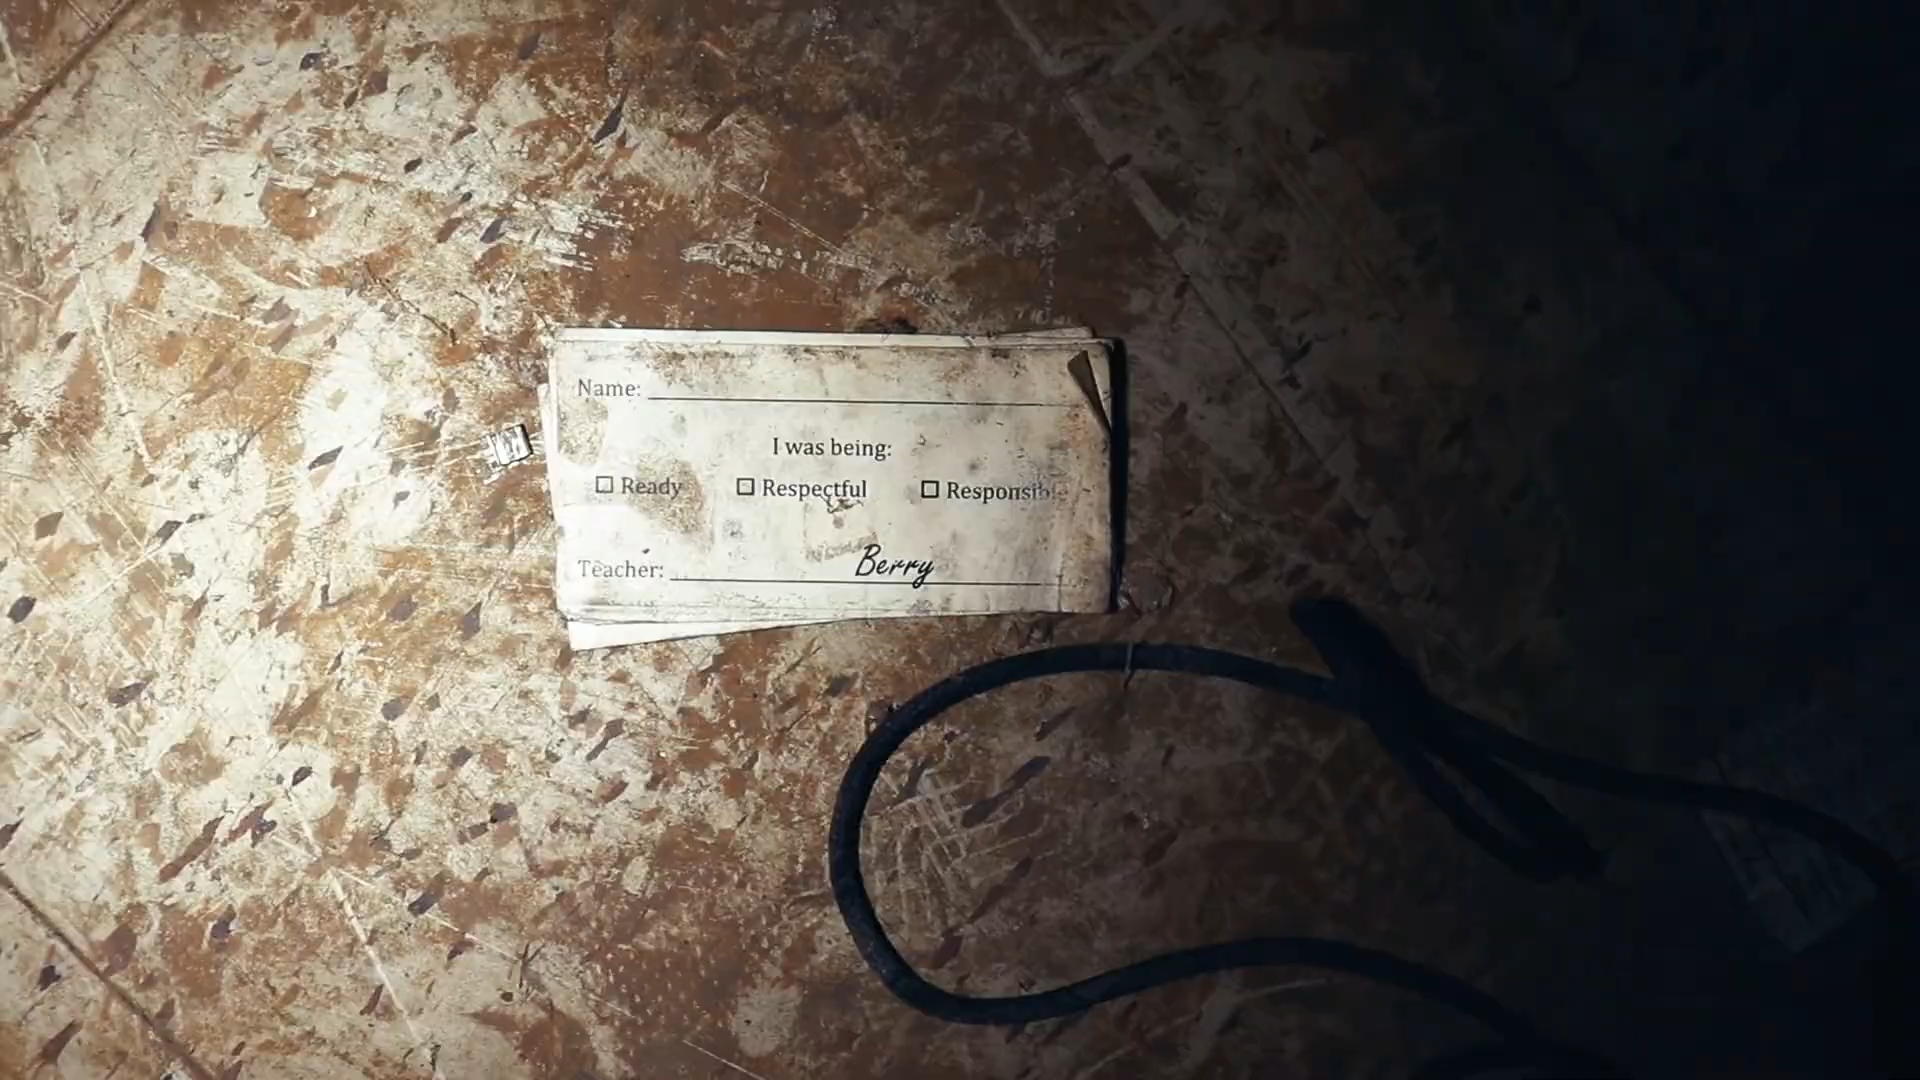 Name:
I was being:
☐ Ready ☐ Respectful ☐ Responsible
Teacher: Berry